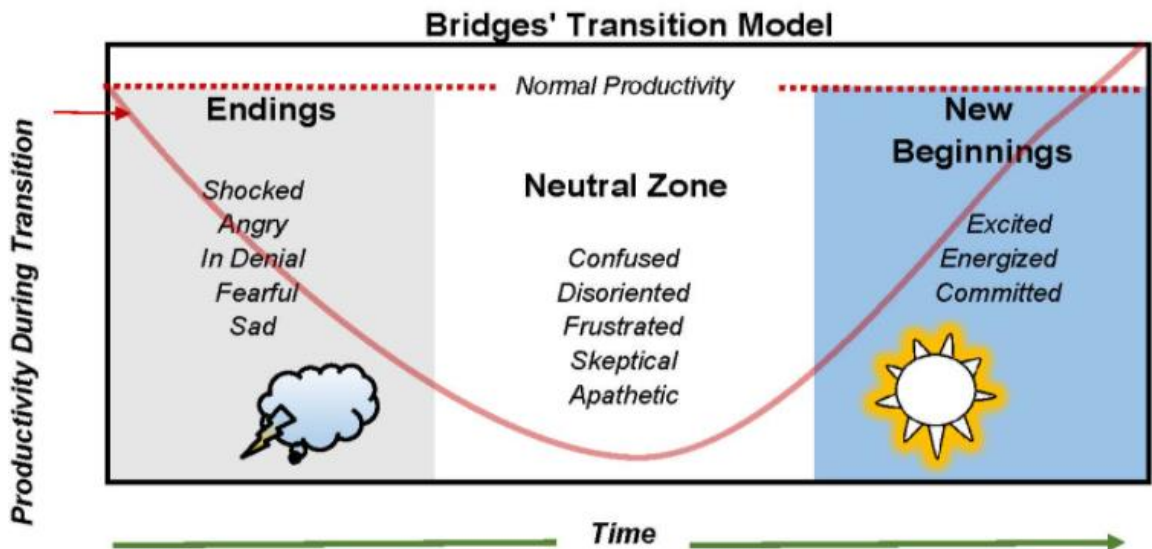 Bridges' Transition Model
Productivity During Transition
Normal Productivity
Endings
Shocked
Angry
In Denial
Fearful
Sad
Neutral Zone
Confused
Disoriented
Frustrated
Skeptical
Apathetic
New
Beginnings
Excited
Energized
Committed
Time